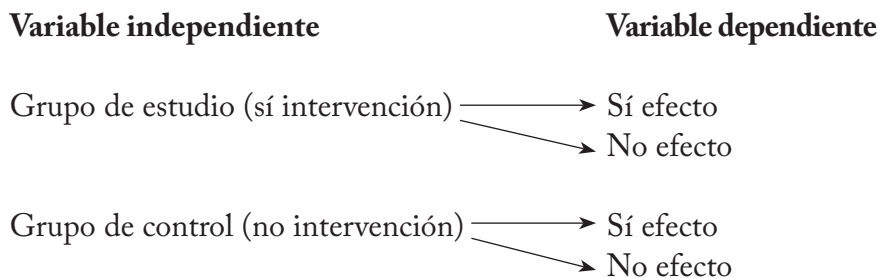 Variable independiente Variable dependiente
Grupo de estudio (sí intervención) Sí efecto
No efecto
Grupo de control (no intervención) Sí efecto
No efecto